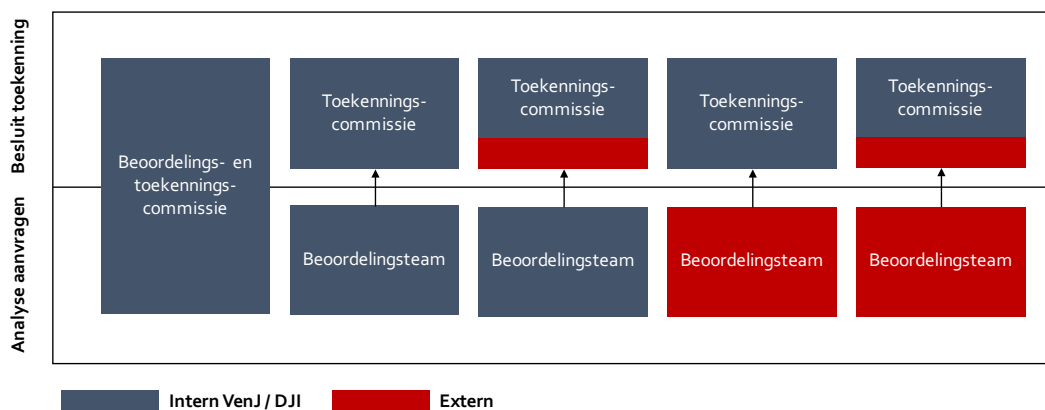 Besluit toekenning
Beoordelings- en
toekennings-
commissie
Toekennings-
commissie
Toekennings-
commissie
Toekennings-
commissie
Toekennings-
commissie
Analyse aanvragen
Beoordelingsteam
Beoordelingsteam
Beoordelingsteam
Beoordelingsteam
Intern VenJ / DJI
Extern